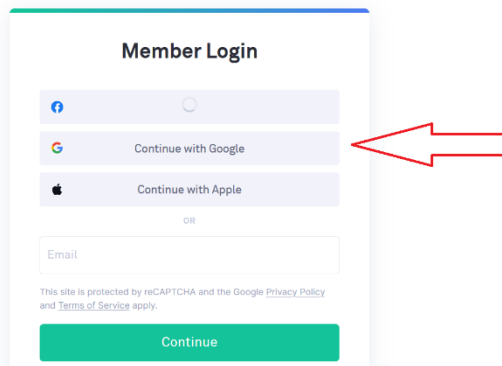 Member Login
Continue with Google
Continue with Apple
OR
Email
This site is protected by reCAPTCHA and the Google Privacy Policy
and Terms of Service apply.
Continue